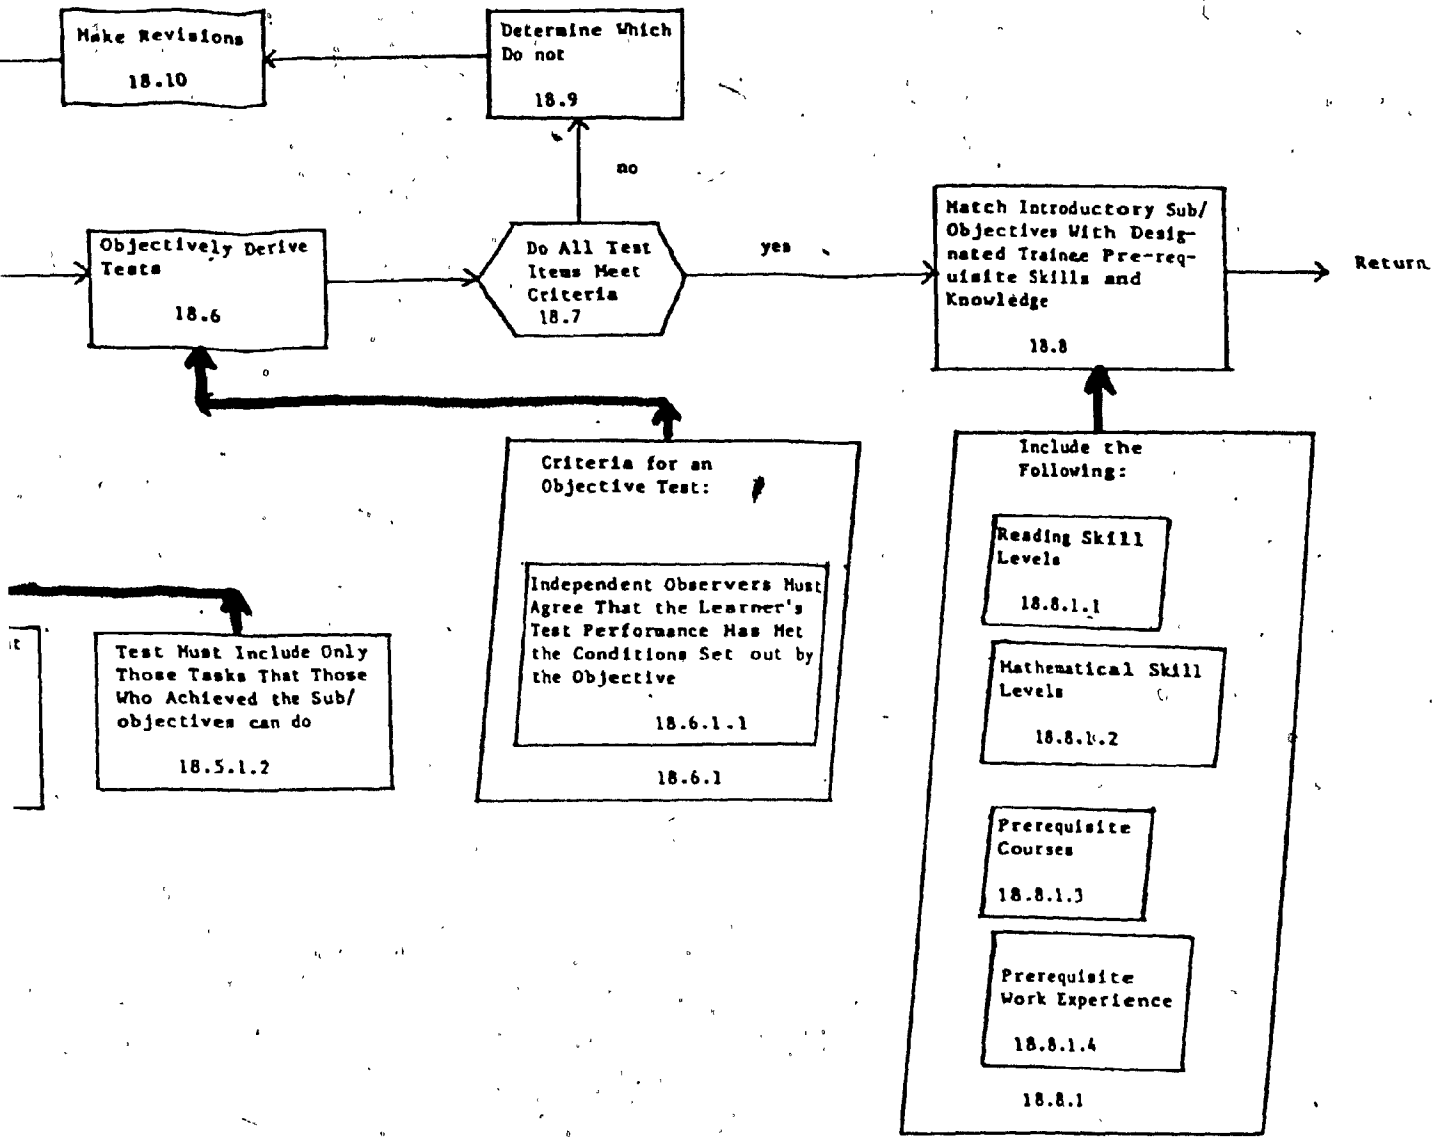 Make Revisions
18.10
Determine Which
Do not
18.9
no
Objectively Derive
Tests
18.6
Do All Test
Items Meet
Criteria
18.7
yes
Match Introductory Sub/
Objectives With Desig-
nated Trainee Pre-req-
uisite Skills and
Knowledge
18.8
Return
Criteria for an
Objective Test:
Independent Observers Must
Agree That the Learner's
Test Performance Has Met
the Conditions Set out by
the Objective
18.6.1.1
18.6.1
Test Must Include Only
Those Tasks That Those
Who Achieved the Sub/
objectives can do
18.5.1.2
Include the
Following:
Reading Skill
Levels
18.8.1.1
Mathematical Skill
Levels
18.8.1.2
Prerequisite
Courses
18.8.1.3
Prerequisite
Work Experience
18.8.1.4
18.8.1